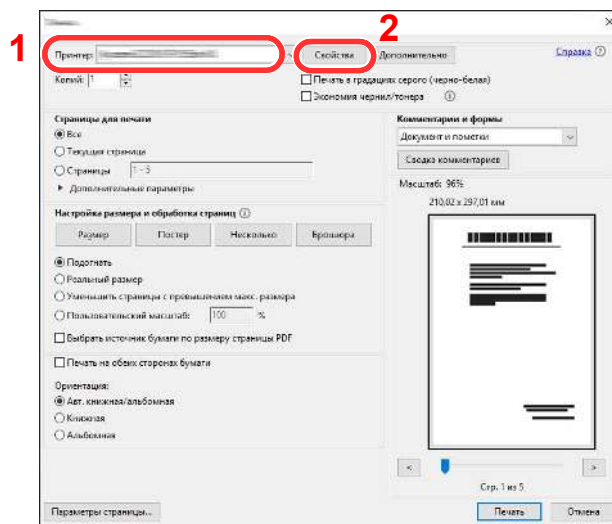 1
2
Принтер:
Свойства
Дополнительно
Справка
Копий: 1
Печать в градациях серого (черно-белая)
Экономия чернил/тонера
Страницы для печати
Все
Текущая страница
Страницы 1 - 5
Дополнительные параметры
Комментарии и формы
Документ и пометки
Сводка комментариев
Масштаб: 96%
210,02 x 297,01 мм
Настройка размера и обработка страниц
Размер Постер Несколько Брошюра
Подогнать
Реальный размер
Уменьшить страницы с превышением макс. размера
Пользовательский масштаб: 100 %
Выбрать источник бумаги по размеру страницы PDF
Печать на обеих сторонах бумаги
Ориентация:
Авт. книжная/альбомная
Книжная
Альбомная
< >
Стр. 1 из 5
Параметры страницы...
Печать
Отмена